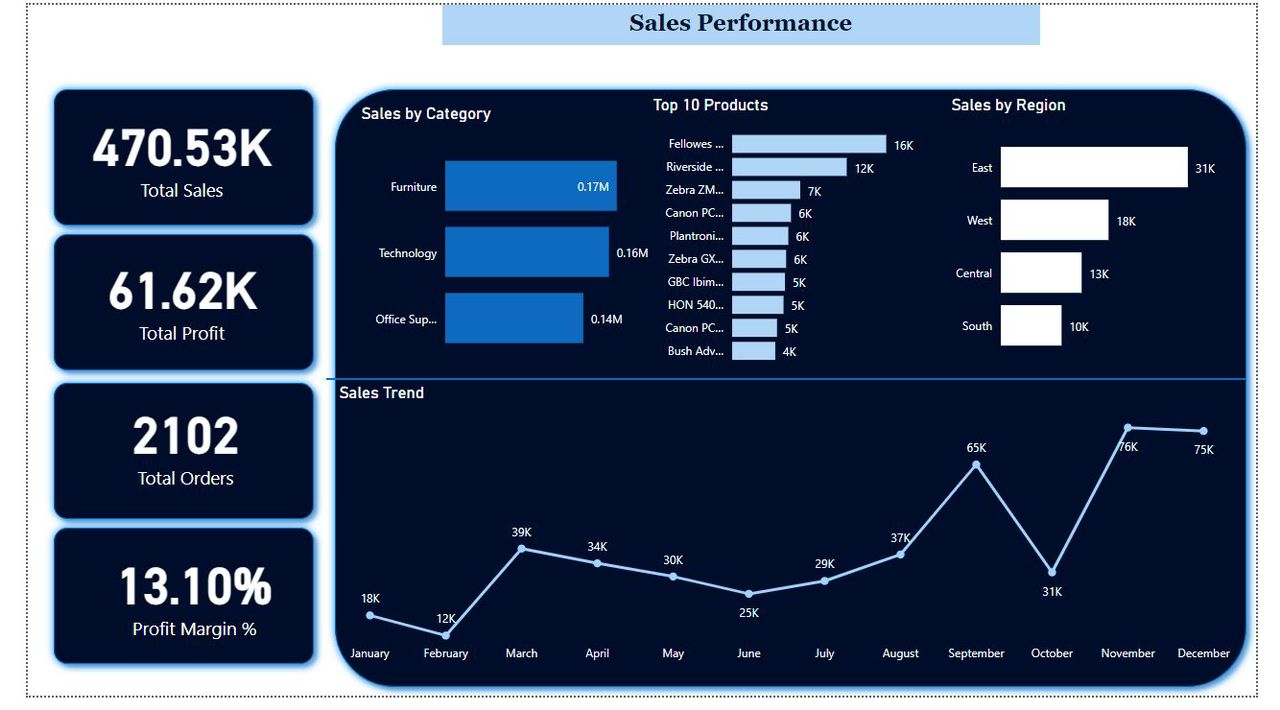 Sales Performance
470.53K
Total Sales
61.62K
Total Profit
2102
Total Orders
13.10%
Profit Margin %
Sales by Category
Furniture 0.17M
Technology 0.16M
Office Sup... 0.14M
Top 10 Products
Fellowes ... 16K
Riverside ... 12K
Zebra ZM... 7K
Canon PC... 6K
Plantroni... 6K
Zebra GX... 6K
GBC Ibim... 5K
HON 540... 5K
Canon PC... 5K
Bush Adv... 4K
Sales by Region
East 31K
West 18K
Central 13K
South 10K
Sales Trend
18K 12K 39K 34K 30K 25K 29K 37K 65K 31K 76K 75K
January February March April May June July August September October November December